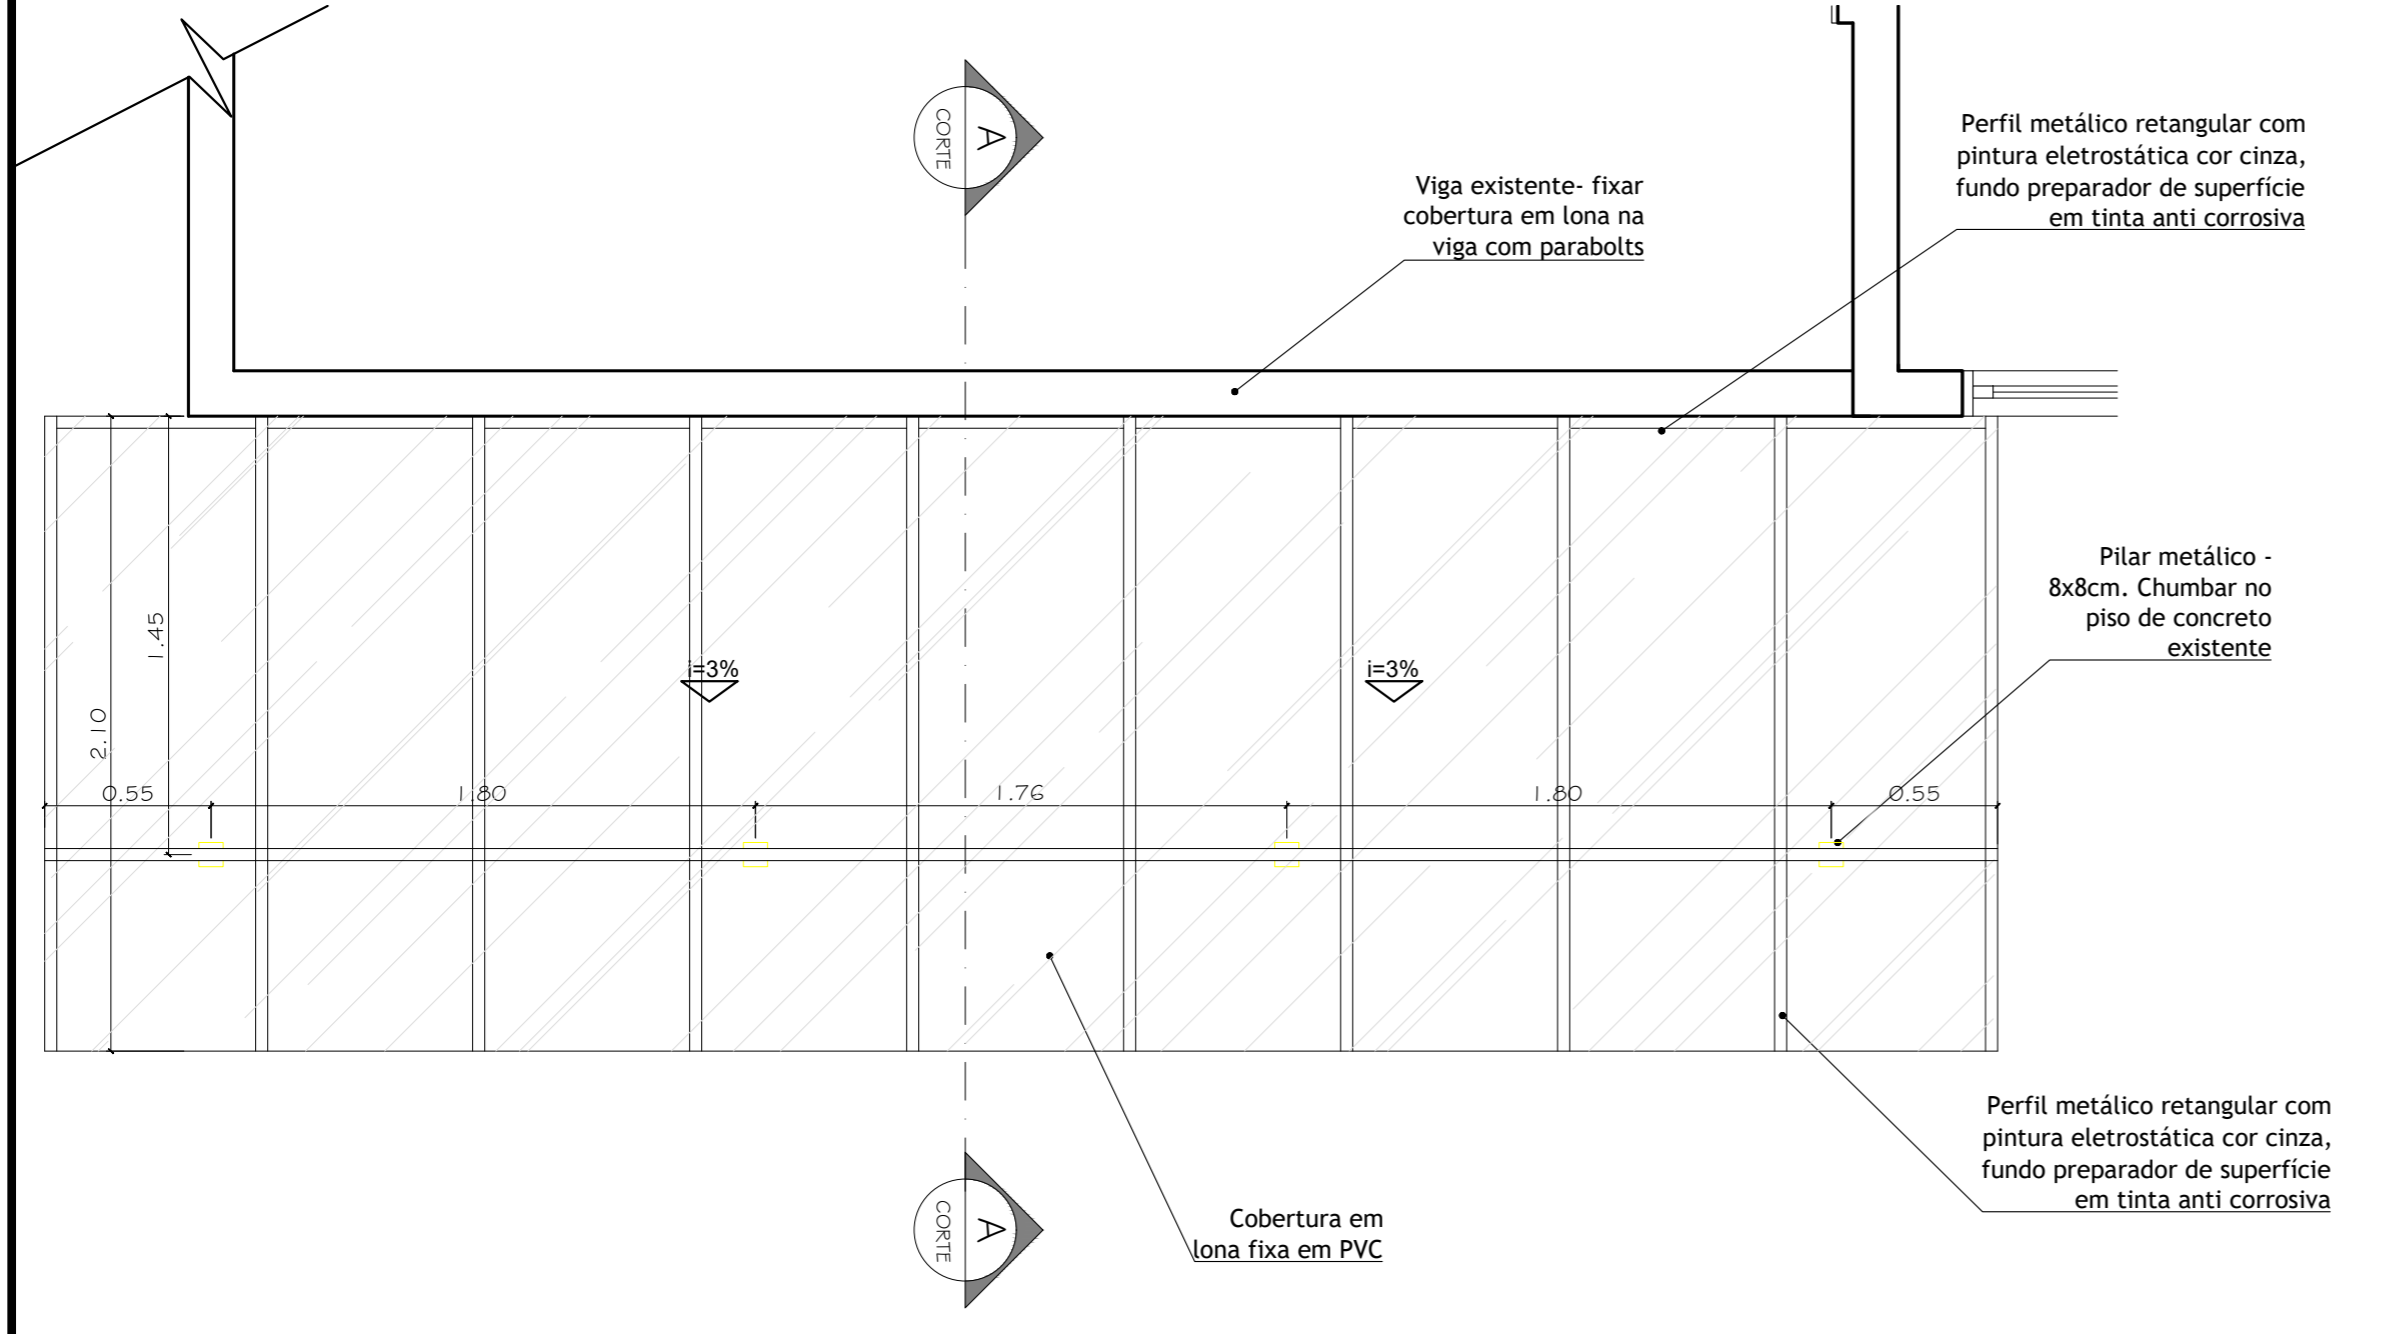 A
CORTE
Perfil metálico retangular com
pintura eletrostática cor cinza,
fundo preparador de superfície
em tinta anti corrosiva
Viga existente- fixar
cobertura em lona na
viga com parabolts
Pilar metálico -
8x8cm. Chumbar no
piso de concreto
existente
1.45
2.10
i=3%
i=3%
0.55
1.80
1.76
1.80
0.55
Perfil metálico retangular com
pintura eletrostática cor cinza,
fundo preparador de superfície
em tinta anti corrosiva
Cobertura em
lona fixa em PVC
A
CORTE